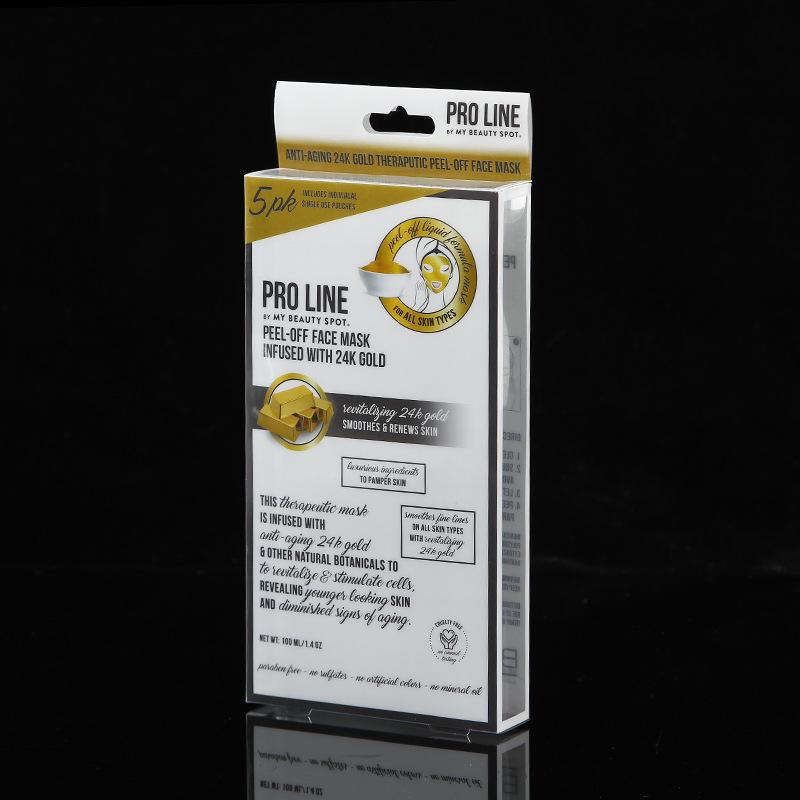 PRO LINE
BY MY BEAUTY SPOT.
ANTI-AGING 24K GOLD THERAPUTIC PEEL-OFF FACE MASK
5pk
INCLUDES INDIVIDUAL
SINGLE USE POUCHES
peel-off liquid formula mask
FOR ALL SKIN TYPES
PRO LINE
BY MY BEAUTY SPOT.
PEEL-OFF FACE MASK
INFUSED WITH 24K GOLD
revitalizing 24k gold
SMOOTHES & RENEWS SKIN
luxurious ingredients
TO PAMPER SKIN
smoothes fine lines
ON ALL SKIN TYPES
WITH revitalizing
24k gold
THIS therapeutic mask
IS INFUSED WITH
anti-aging 24k gold
& OTHER NATURAL BOTANICALS TO
to revitalize & stimulate cells,
REVEALING younger looking SKIN
AND diminished signs of aging.
CRUELTY FREE
no animal
testing
NET WT: 100 ML/1.4 OZ
paraben free - no sulfates - no artificial colors - no mineral oil